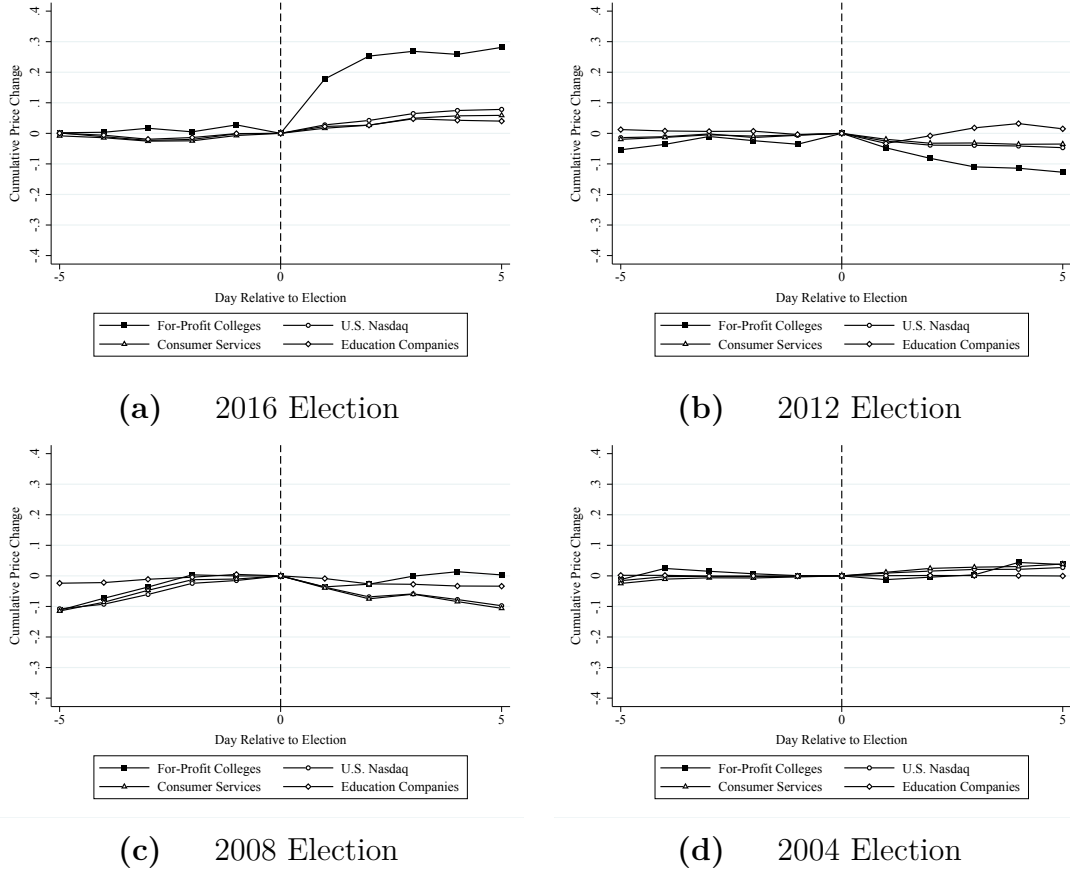 Cumulative Price Change
.4
.3
.2
.1
0
-.1
-.2
-.3
-.4
-5 0 5
Day Relative to Election
For-Profit Colleges U.S. Nasdaq
Consumer Services Education Companies
(a) 2016 Election
Cumulative Price Change
.4
.3
.2
.1
0
-.1
-.2
-.3
-.4
-5 0 5
Day Relative to Election
For-Profit Colleges U.S. Nasdaq
Consumer Services Education Companies
(b) 2012 Election
Cumulative Price Change
.4
.3
.2
.1
0
-.1
-.2
-.3
-.4
-5 0 5
Day Relative to Election
For-Profit Colleges U.S. Nasdaq
Consumer Services Education Companies
(c) 2008 Election
Cumulative Price Change
.4
.3
.2
.1
0
-.1
-.2
-.3
-.4
-5 0 5
Day Relative to Election
For-Profit Colleges U.S. Nasdaq
Consumer Services Education Companies
(d) 2004 Election